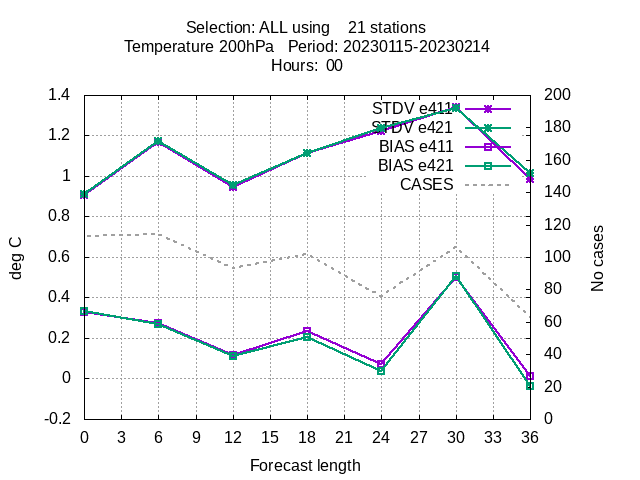 Selection: ALL using    21 stations
Temperature 200hPa   Period: 20230115-20230214
Hours:  00
deg C
1.4
1.2
1
0.8
0.6
0.4
0.2
0
-0.2
STDV e411
STDV e421
BIAS e411
BIAS e421
CASES
200
180
160
140
120
100
80
60
40
20
0
No cases
0 3 6 9 12 15 18 21 24 27 30 33 36
Forecast length